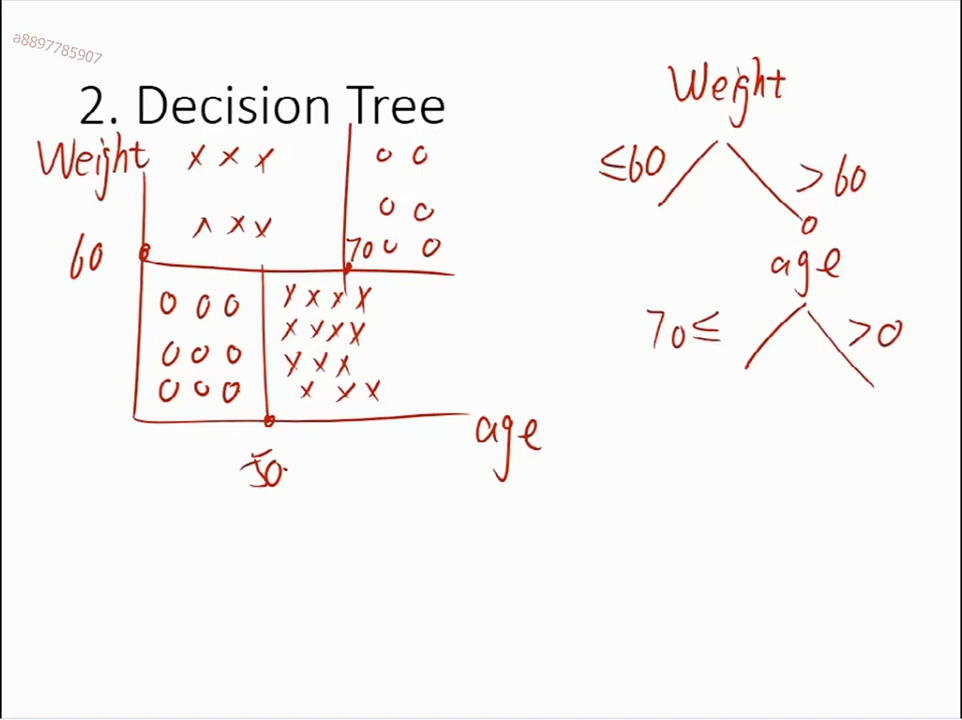 a8897785907
2. Decision Tree
Weight
x x x
o o
x x x
o o
60
70 o o
o o o
x x x x
o o o
x x x x
x x x
o o o
x x x
age
50
Weight
≤60
>60
age
70≤
>0